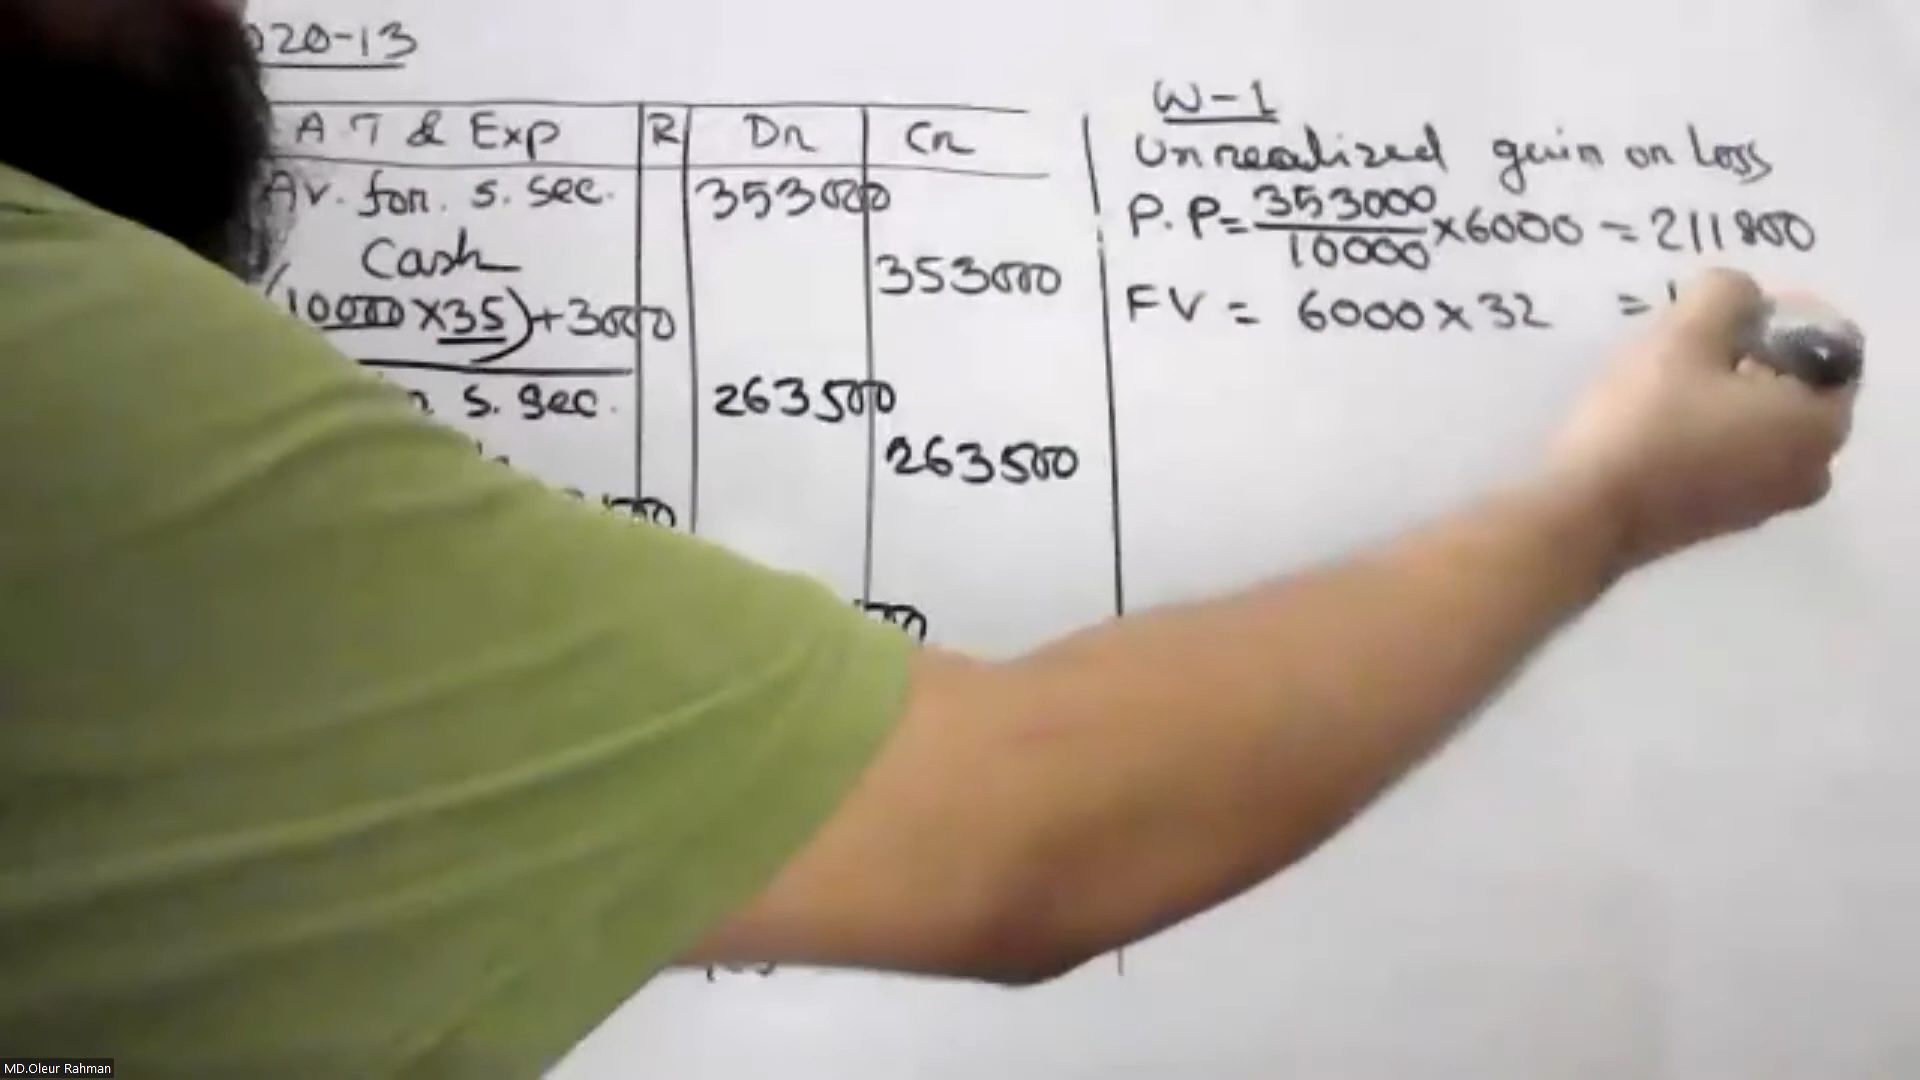 020-13
A T & Exp R Dr Cr
Av. for. s. sec. 353000
Cash 353000
(10000×35)+3000
s. sec. 263500
263500
W-1
Unrealized gain or Loss
P.P= 353000/10000 ×6000 = 211800
FV = 6000×32 =
MD.Oleur Rahman